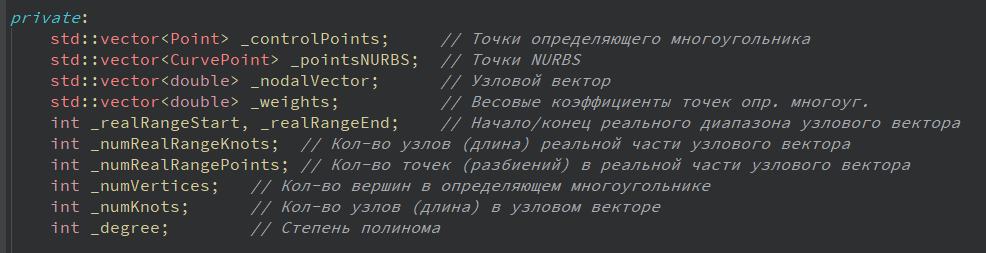 private:
    std::vector<Point> _controlPoints;     // Точки определяющего многоугольника
    std::vector<CurvePoint> _pointsNURBS;  // Точки NURBS
    std::vector<double> _nodalVector;      // Узловой вектор
    std::vector<double> _weights;          // Весовые коэффициенты точек опр. многоуг.
    int _realRangeStart, _realRangeEnd;    // Начало/конец реального диапазона узлового вектора
    int _numRealRangeKnots;  // Кол-во узлов (длина) реальной части узлового вектора
    int _numRealRangePoints; // Кол-во точек (разбиений) в реальной части узлового вектора
    int _numVertices;   // Кол-во вершин в определяющем многоугольнике
    int _numKnots;      // Кол-во узлов (длина) в узловом векторе
    int _degree;        // Степень полинома